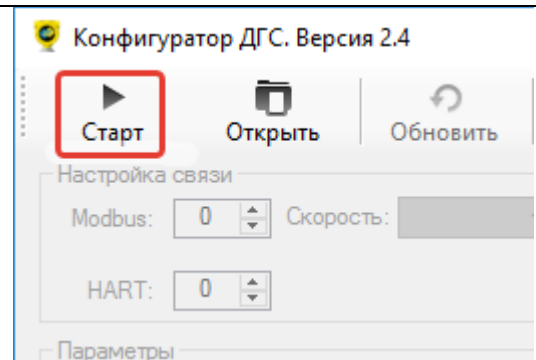 Конфигуратор ДГС. Версия 2.4
Старт Открыть Обновить
Настройка связи
Modbus: 0 Скорость:
HART: 0
Параметры